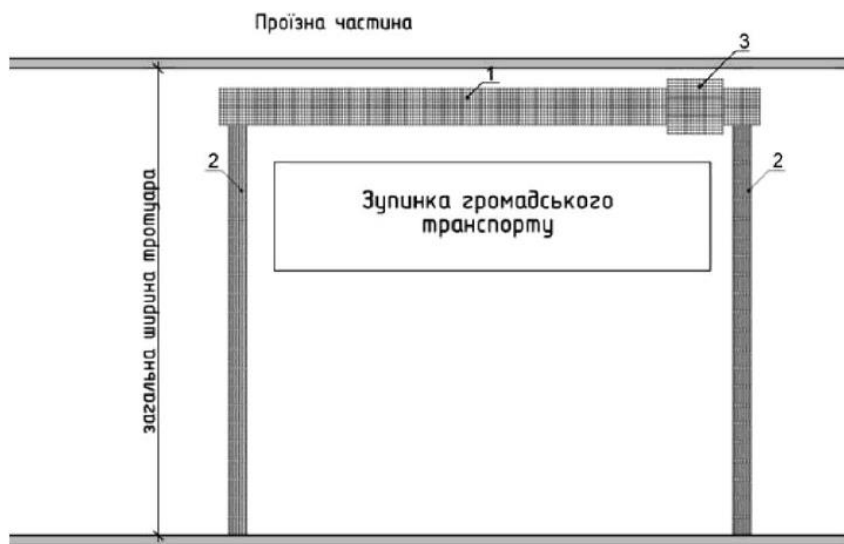 Проїзна частина
3
1
2
2
Зупинка громадського
транспорту
загальна ширина тротуара